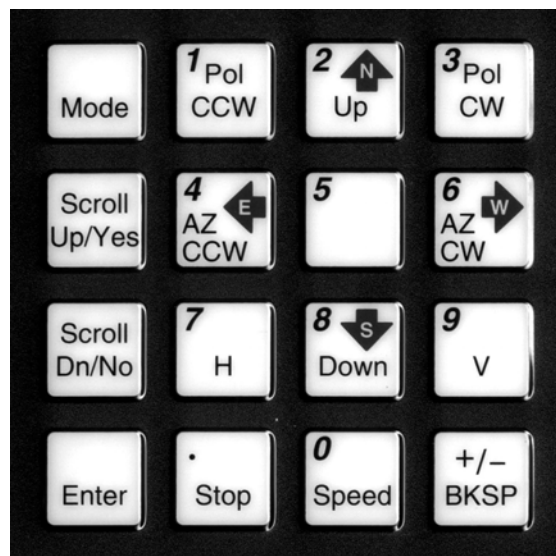 Mode
1 Pol
CCW
2 N
Up
3 Pol
CW
Scroll
Up/Yes
4 E
AZ
CCW
5
6 W
AZ
CW
Scroll
Dn/No
7
H
8 S
Down
9
V
Enter
.
Stop
0
Speed
+/−
BKSP